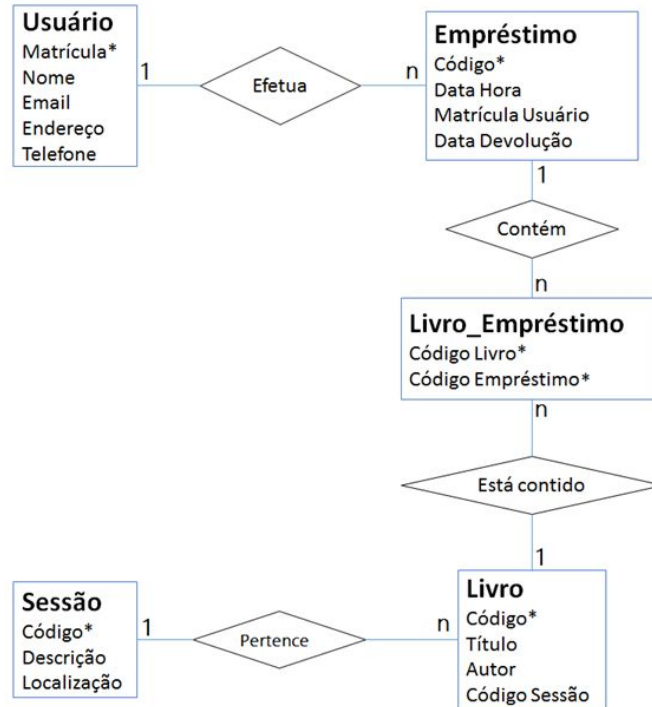 Usuário
Matrícula*
Nome
Email
Endereço
Telefone
1
Efetua
n
Empréstimo
Código*
Data Hora
Matrícula Usuário
Data Devolução
1
Contém
n
Livro_Empréstimo
Código Livro*
Código Empréstimo*
n
Está contido
1
Sessão
Código*
Descrição
Localização
1
Pertence
n
Livro
Código*
Título
Autor
Código Sessão